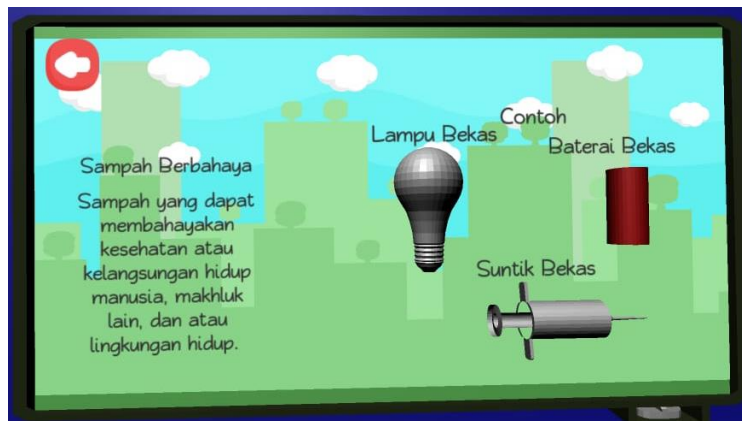 Sampah Berbahaya
Sampah yang dapat
membahayakan
kesehatan atau
kelangsungan hidup
manusia, makhluk
lain, dan atau
lingkungan hidup.
Contoh
Lampu Bekas
Baterai Bekas
Suntik Bekas